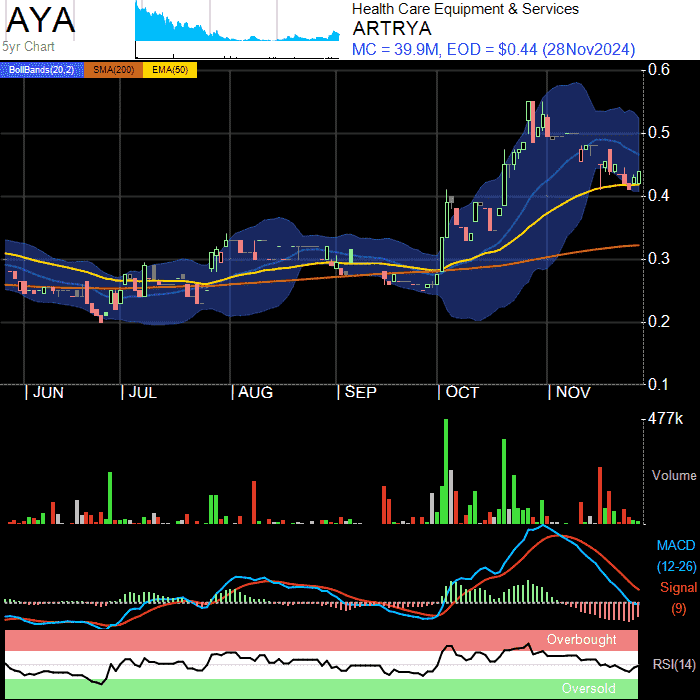 AYA
5yr Chart
Health Care Equipment & Services
ARTRYA
MC = 39.9M, EOD = $0.44 (28Nov2024)
BollBands(20,2) SMA(200) EMA(50)
0.6
0.5
0.4
0.3
0.2
0.1
JUN JUL AUG SEP OCT NOV
477k
Volume
MACD
(12-26)
Signal
(9)
Overbought
RSI(14)
Oversold